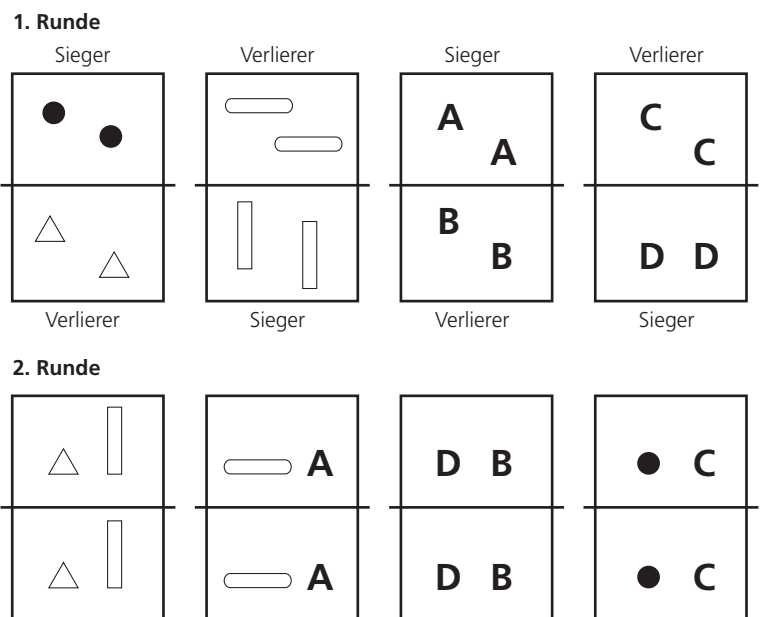 1. Runde
Sieger Verlierer Sieger Verlierer
A C
A C
B
B D D
Verlierer Sieger Verlierer Sieger
2. Runde
A D B C
A D B C